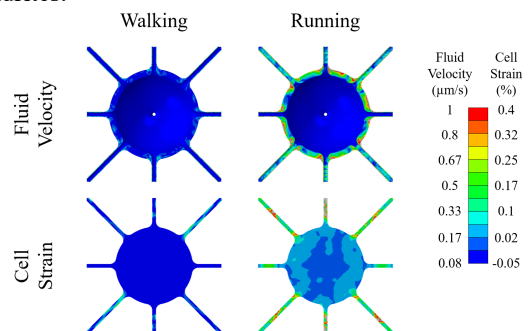 Walking Running
Fluid Velocity
Cell Strain
Fluid Velocity (µm/s)
Cell Strain (%)
1 0.4
0.8 0.32
0.67 0.25
0.5 0.17
0.33 0.1
0.17 0.02
0.08 -0.05